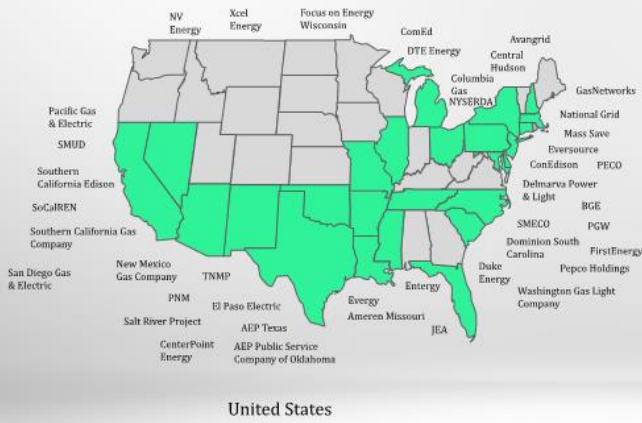 NV
Energy
Xcel
Energy
Focus on Energy
Wisconsin
ComEd
DTE Energy
Avangrid
Central
Hudson
Columbia
Gas
NYSERDA
GasNetworks
National Grid
Mass Save
Eversource
ConEdison
PECO
Delmarva Power
& Light
BGE
SMECO
PGW
Dominion South
Carolina
FirstEnergy
Pepco Holdings
Duke
Energy
Washington Gas Light
Company
Pacific Gas
& Electric
SMUD
Southern
California Edison
SoCalREN
Southern California Gas
Company
San Diego Gas
& Electric
New Mexico
Gas Company
TNMP
PNM
El Paso Electric
Salt River Project
AEP Texas
CenterPoint
Energy
AEP Public Service
Company of Oklahoma
Evergy
Ameren Missouri
Entergy
JEA
United States